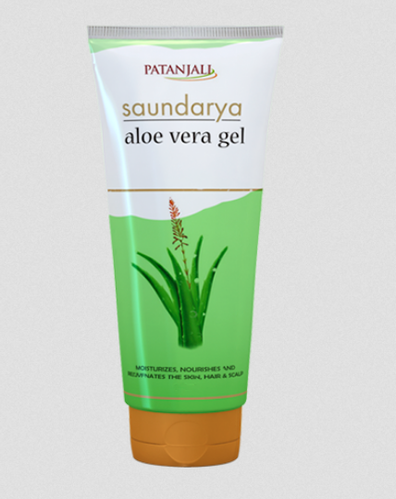 PATANJALI
saundarya
aloe vera gel
MOISTURIZES, NOURISHES AND
REJUVENATES THE SKIN, HAIR & SCALP